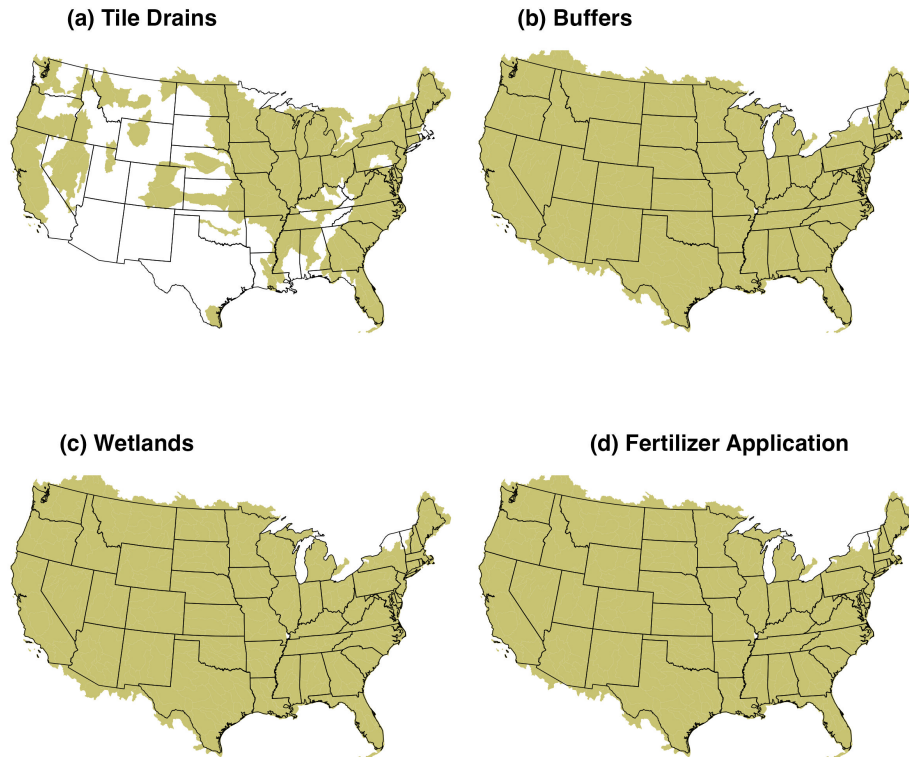 (a) Tile Drains
(b) Buffers
(c) Wetlands
(d) Fertilizer Application